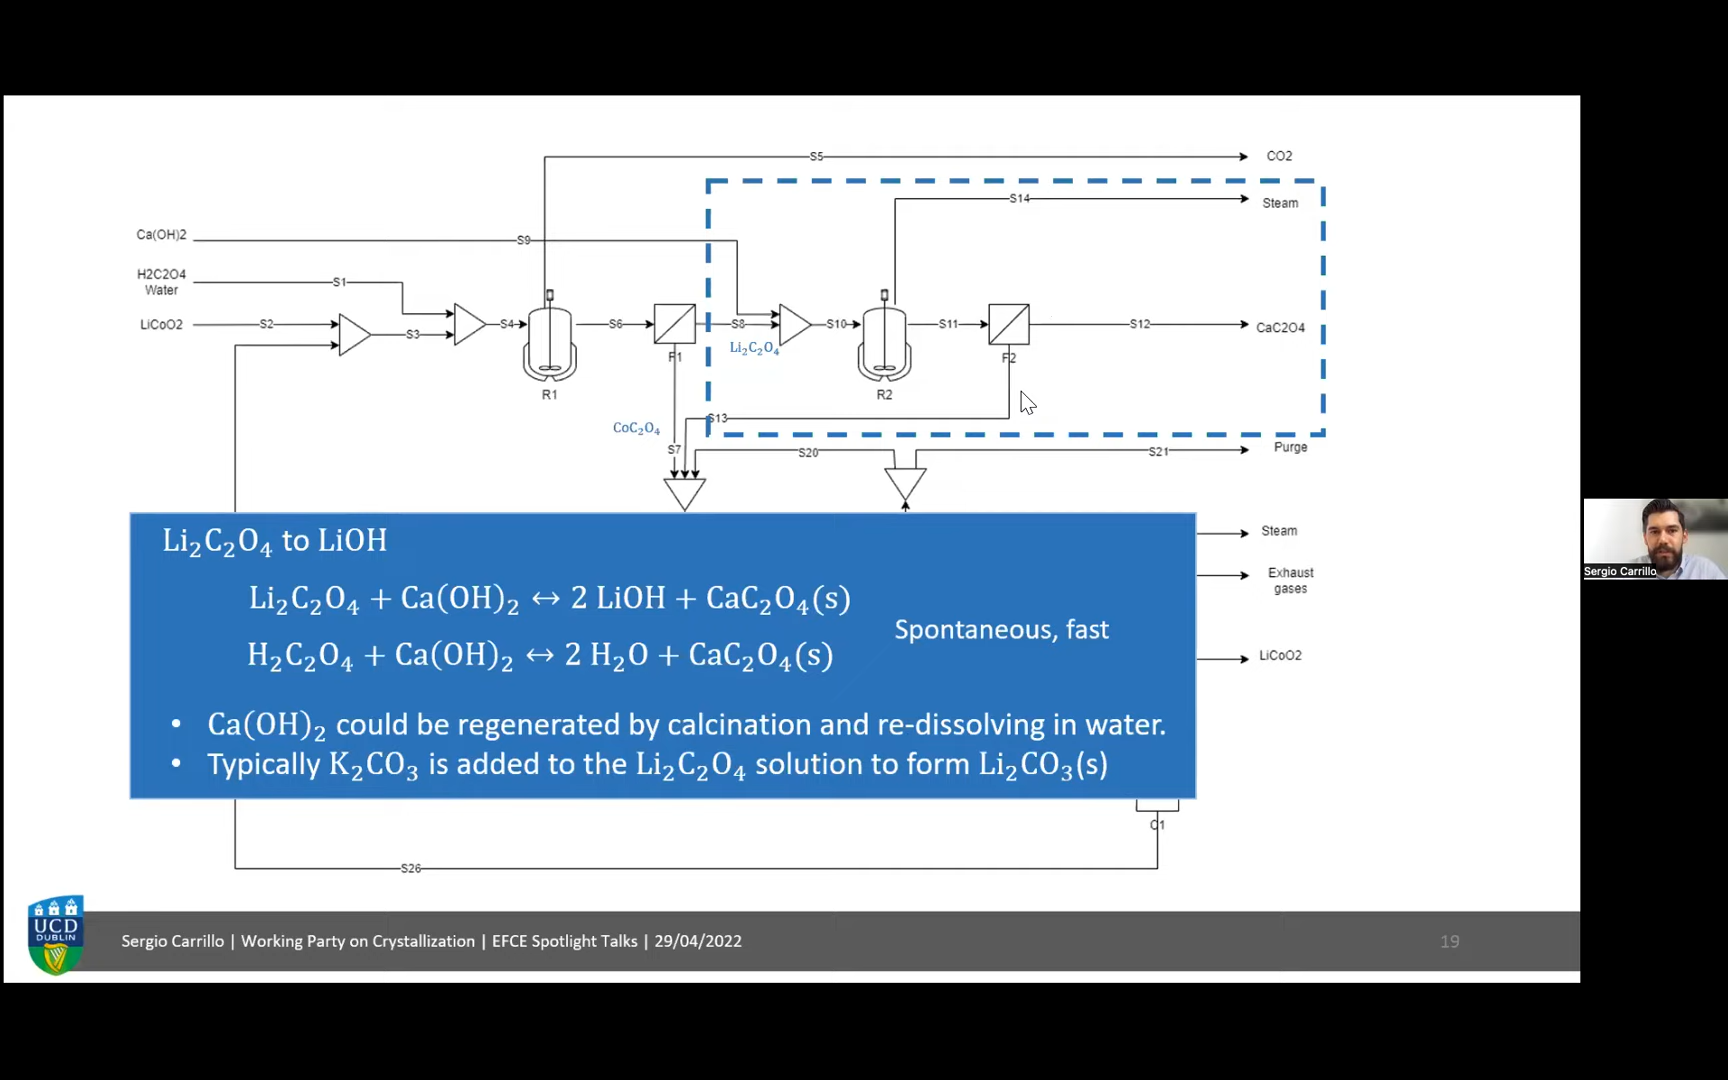 S5
CO2
S14
Steam
Ca(OH)2
S9
H2C2O4
Water
S1
LiCoO2
S2
S3
S4
S6
S8
S10
S11
S12
CaC2O4
Li₂C₂O₄
F1
F2
R1
R2
S13
CoC₂O₄
S7
S20
S21
Purge
Li₂C₂O₄ to LiOH
Li₂C₂O₄ + Ca(OH)₂ ↔ 2 LiOH + CaC₂O₄(s)
H₂C₂O₄ + Ca(OH)₂ ↔ 2 H₂O + CaC₂O₄(s)
Spontaneous, fast
• Ca(OH)₂ could be regenerated by calcination and re-dissolving in water.
• Typically K₂CO₃ is added to the Li₂C₂O₄ solution to form Li₂CO₃(s)
Steam
Exhaust
gases
LiCoO2
C1
S26
UCD
DUBLIN
Sergio Carrillo | Working Party on Crystallization | EFCE Spotlight Talks | 29/04/2022
19
Sergio Carrillo